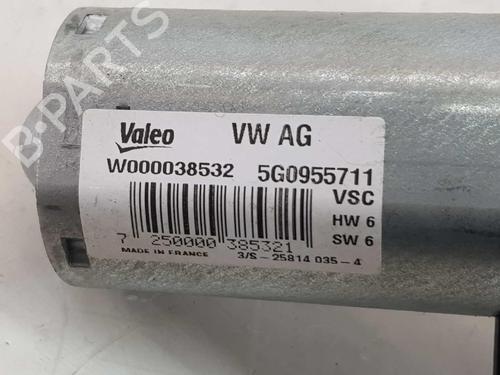 B-PARTS
Valeo VW AG
W000038532 5G0955711
VSC
HW 6
SW 6
7 250000 385321
MADE IN FRANCE 3/S - 25814 035-4